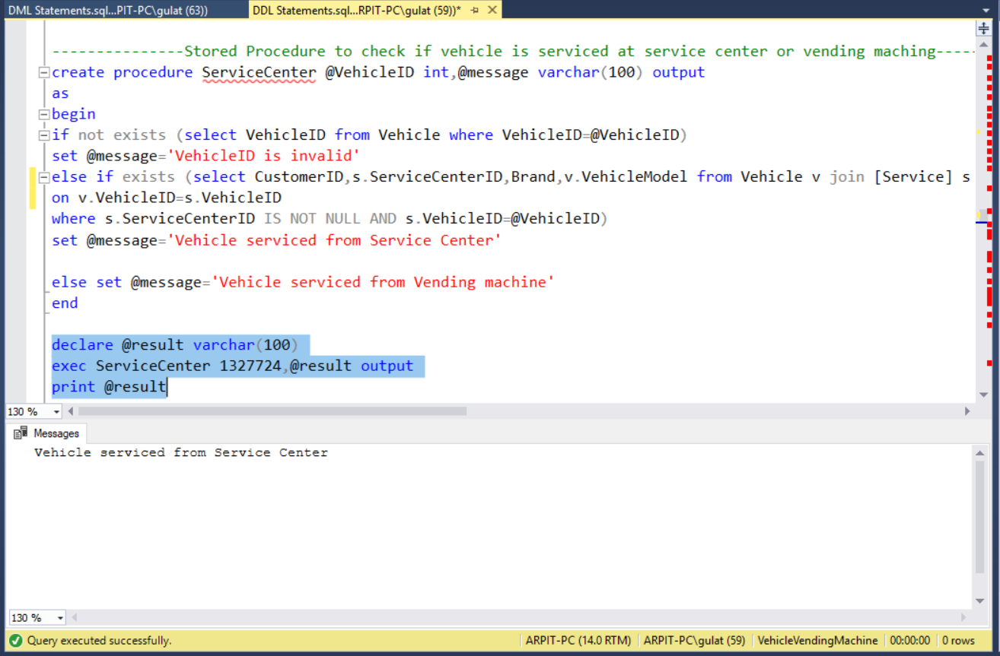 DML Statements.sql...PIT-PC\gulat (63))
DDL Statements.sql...RPIT-PC\gulat (59))*
---------------Stored Procedure to check if vehicle is serviced at service center or vending maching-----
create procedure ServiceCenter @VehicleID int,@message varchar(100) output
as
begin
if not exists (select VehicleID from Vehicle where VehicleID=@VehicleID)
set @message='VehicleID is invalid'
else if exists (select CustomerID,s.ServiceCenterID,Brand,v.VehicleModel from Vehicle v join [Service] s
on v.VehicleID=s.VehicleID
where s.ServiceCenterID IS NOT NULL AND s.VehicleID=@VehicleID)
set @message='Vehicle serviced from Service Center'
else set @message='Vehicle serviced from Vending machine'
end
declare @result varchar(100)
exec ServiceCenter 1327724,@result output
print @result
130 %
Messages
Vehicle serviced from Service Center
130 %
Query executed successfully.
ARPIT-PC (14.0 RTM)
ARPIT-PC\gulat (59)
VehicleVendingMachine
00:00:00
0 rows